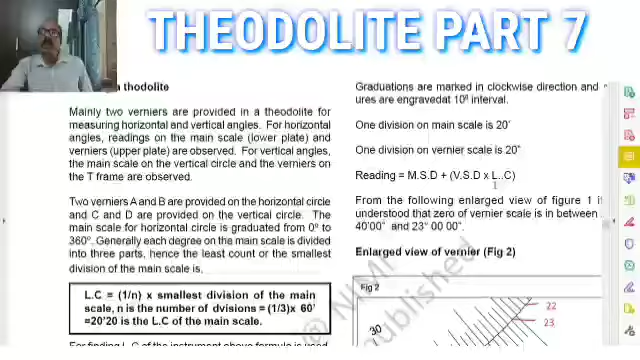 THEODOLITE PART 7
thodolite
Mainly two verniers are provided in a theodolite for
measuring horizontal and vertical angles. For horizontal
angles, readings on the main scale (lower plate) and
verniers (upper plate) are observed. For vertical angles,
the main scale on the vertical circle and the verniers on
the T frame are observed.
Two verniers A and B are provided on the horizontal circle
and C and D are provided on the vertical circle. The
main scale for horizontal circle is graduated from 0° to
360°. Generally each degree on the main scale is divided
into three parts, hence the least count or the smallest
division of the main scale is,
L.C = (1/n) x smallest division of the main
scale, n is the number of dvisions = (1/3)x 60'
=20'20 is the L.C of the main scale.
For finding L.C of the instrument above formula is used
Graduations are marked in clockwise direction and
ures are engravedat 10° interval.
One division on main scale is 20'
One division on vernier scale is 20"
Reading = M.S.D + (V.S.D x L..C)
From the following enlarged view of figure 1 i
understood that zero of vernier scale is in between
40'00" and 23° 00 00".
Enlarged view of vernier (Fig 2)
Fig 2
30
22
23
© NIMI
published